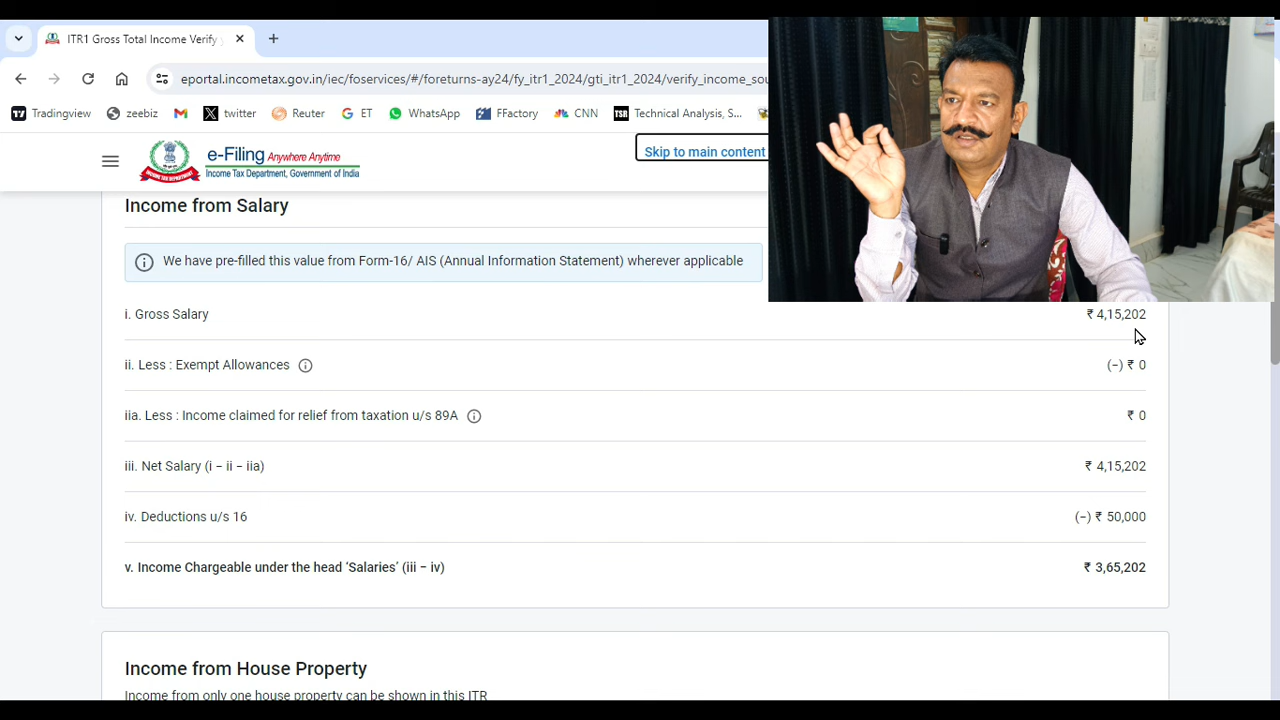 ITR1 Gross Total Income Verify
eportal.incometax.gov.in/iec/foservices/#/foreturns-ay24/fy_itr1_2024/gti_itr1_2024/verify_income_sou
Tradingview zeebiz twitter Reuter ET WhatsApp FFactory CNN TSR Technical Analysis, S...
e-Filing Anywhere Anytime
Income Tax Department, Government of India
Skip to main content
Income from Salary
We have pre-filled this value from Form-16/ AIS (Annual Information Statement) wherever applicable
i. Gross Salary ₹ 4,15,202
ii. Less : Exempt Allowances (−) ₹ 0
iia. Less : Income claimed for relief from taxation u/s 89A ₹ 0
iii. Net Salary (i − ii − iia) ₹ 4,15,202
iv. Deductions u/s 16 (−) ₹ 50,000
v. Income Chargeable under the head 'Salaries' (iii − iv) ₹ 3,65,202
Income from House Property
Income from only one house property can be shown in this ITR